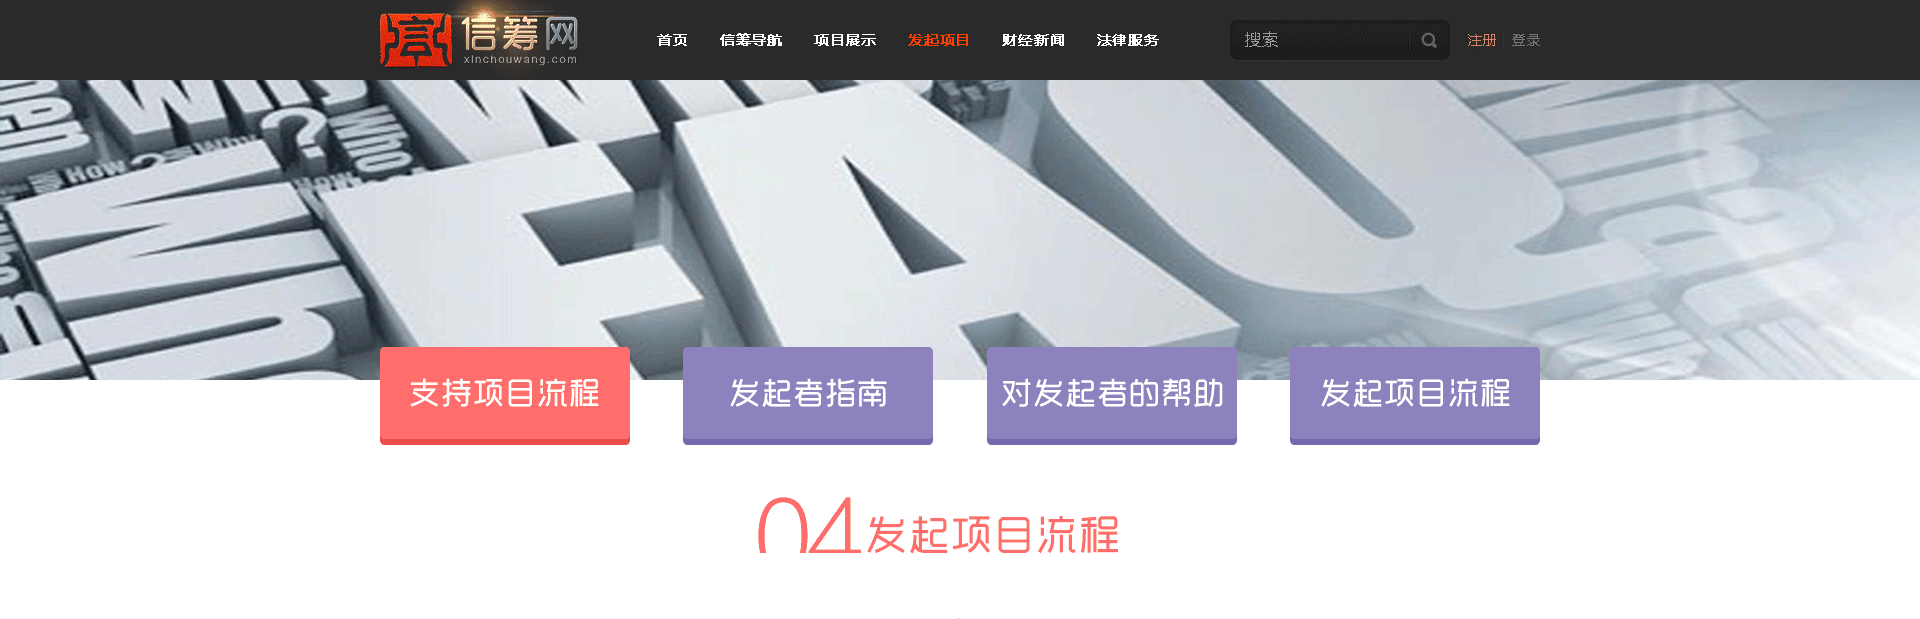 信筹网
xinchouwang.com
首页 信筹导航 项目展示 发起项目 财经新闻 法律服务
搜索
注册 登录
Why
?
Who
How ?
FAQ
支持项目流程 发起者指南 对发起者的帮助 发起项目流程
04发起项目流程